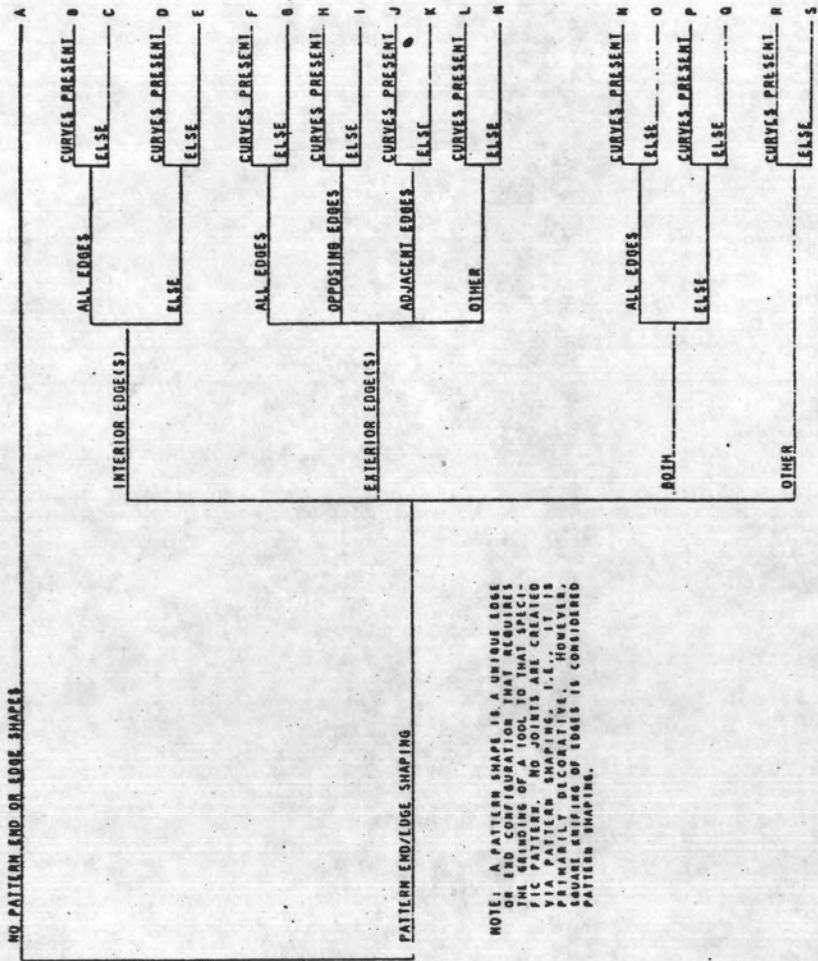 NO PATTERN END OR EDGE SHAPES
A
PATTERN END/EDGE SHAPING
INTERIOR EDGE(S)
ALL EDGES
CURVES PRESENT
B
ELSE
C
ELSE
CURVES PRESENT
D
ELSE
E
EXTERIOR EDGE(S)
ALL EDGES
CURVES PRESENT
F
ELSE
G
OPPOSING EDGES
CURVES PRESENT
H
ELSE
I
ADJACENT EDGES
CURVES PRESENT
J
ELSE
K
OTHER
CURVES PRESENT
L
ELSE
M
BOTH
ALL EDGES
CURVES PRESENT
N
ELSE
O
ELSE
CURVES PRESENT
P
ELSE
Q
OTHER
CURVES PRESENT
R
ELSE
S
NOTE: A PATTERN SHAPE IS A UNIQUE EDGE
OR END CONFIGURATION THAT REQUIRES
THE GRINDING OF A TOOL TO THAT SPECI-
FIC PATTERN. NO JOINTS ARE CREATED
VIA PATTERN SHAPING, I.E., IT IS
PRIMARILY DECORATIVE. HOWEVER,
SQUARE EDGING OF EDGES IS CONSIDERED
PATTERN SHAPING.